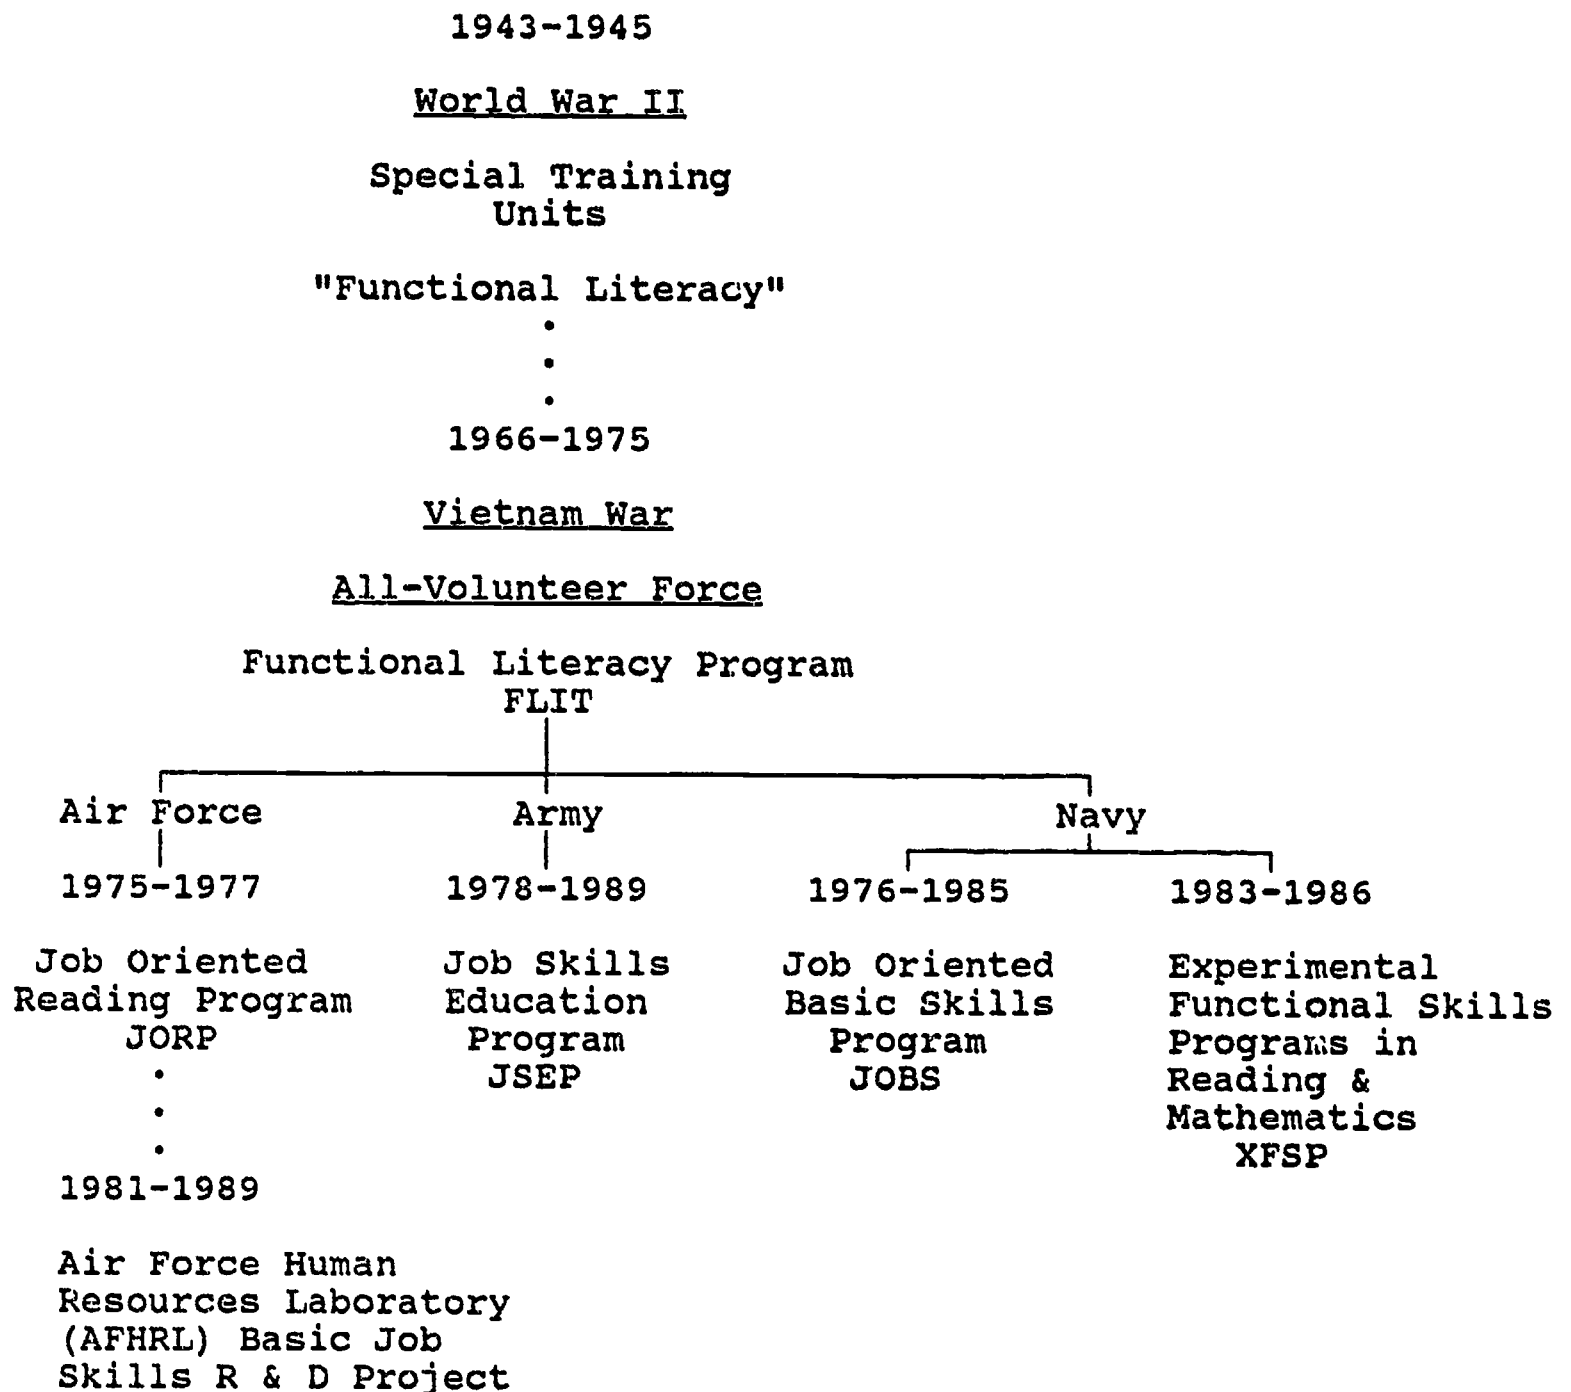 1943-1945
World War II
Special Training
Units
"Functional Literacy"
.
.
.
1966-1975
Vietnam War
All-Volunteer Force
Functional Literacy Program
FLIT
Air Force
1975-1977
Job Oriented
Reading Program
JORP
.
.
.
1981-1989
Air Force Human
Resources Laboratory
(AFHRL) Basic Job
Skills R & D Project
Army
1978-1989
Job Skills
Education
Program
JSEP
Navy
1976-1985
Job Oriented
Basic Skills
Program
JOBS
1983-1986
Experimental
Functional Skills
Programs in
Reading &
Mathematics
XFSP